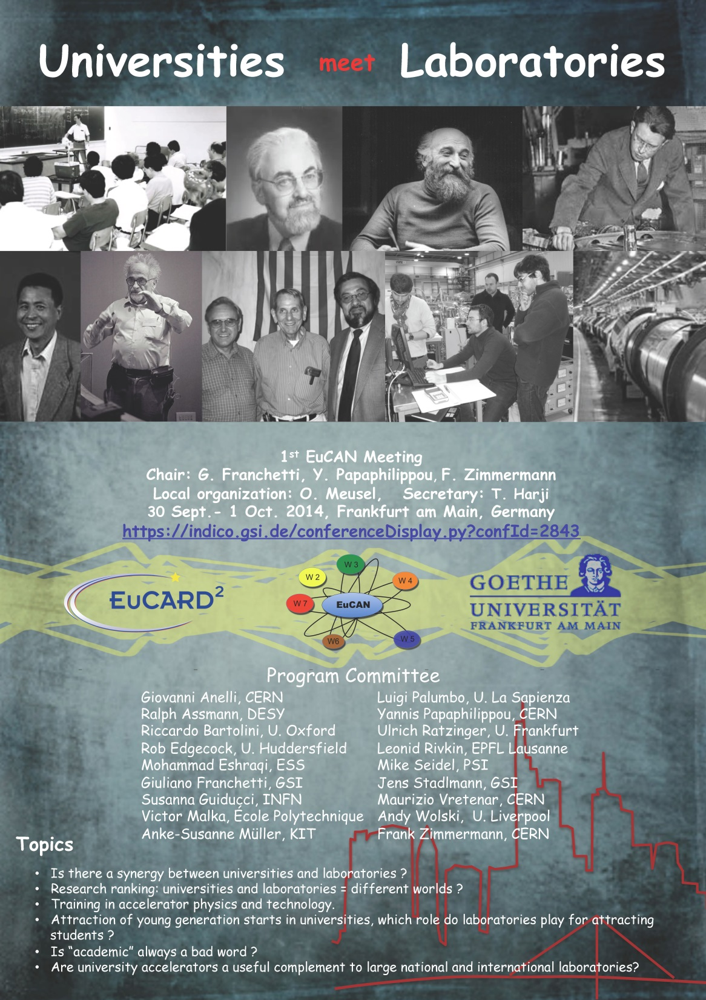 Universities meet Laboratories
1st EuCAN Meeting
Chair: G. Franchetti, Y. Papaphilippou, F. Zimmermann
Local organization: O. Meusel, Secretary: T. Harji
30 Sept.- 1 Oct. 2014, Frankfurt am Main, Germany
https://indico.gsi.de/conferenceDisplay.py?confId=2843
EuCARD²
W 3
W 2
W 4
W 7
EuCAN
W6
W 5
GOETHE
UNIVERSITÄT
FRANKFURT AM MAIN
Program Committee
Giovanni Anelli, CERN
Ralph Assmann, DESY
Riccardo Bartolini, U. Oxford
Rob Edgecock, U. Huddersfield
Mohammad Eshraqi, ESS
Giuliano Franchetti, GSI
Susanna Guiducci, INFN
Victor Malka, École Polytechnique
Anke-Susanne Müller, KIT
Luigi Palumbo, U. La Sapienza
Yannis Papaphilippou, CERN
Ulrich Ratzinger, U. Frankfurt
Leonid Rivkin, EPFL Lausanne
Mike Seidel, PSI
Jens Stadlmann, GSI
Maurizio Vretenar, CERN
Andy Wolski, U. Liverpool
Frank Zimmermann, CERN
Topics
• Is there a synergy between universities and laboratories ?
• Research ranking: universities and laboratories = different worlds ?
• Training in accelerator physics and technology.
• Attraction of young generation starts in universities, which role do laboratories play for attracting
students ?
• Is “academic” always a bad word ?
• Are university accelerators a useful complement to large national and international laboratories?